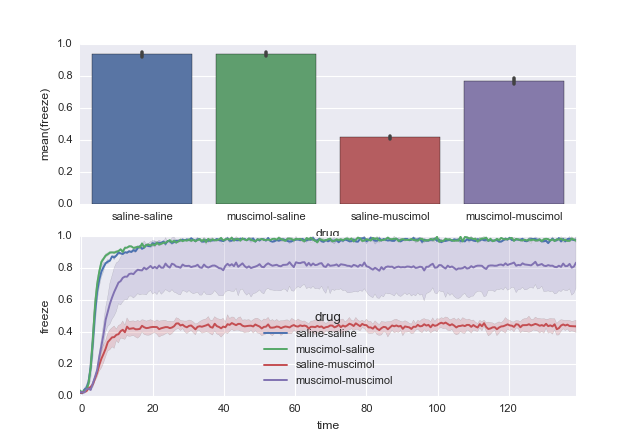 1.0
0.8
0.6
0.4
0.2
0.0
mean(freeze)
saline-saline muscimol-saline saline-muscimol muscimol-muscimol
drug
1.0
0.8
0.6
0.4
0.2
0.0
freeze
drug
saline-saline
muscimol-saline
saline-muscimol
muscimol-muscimol
0 20 40 60 80 100 120
time